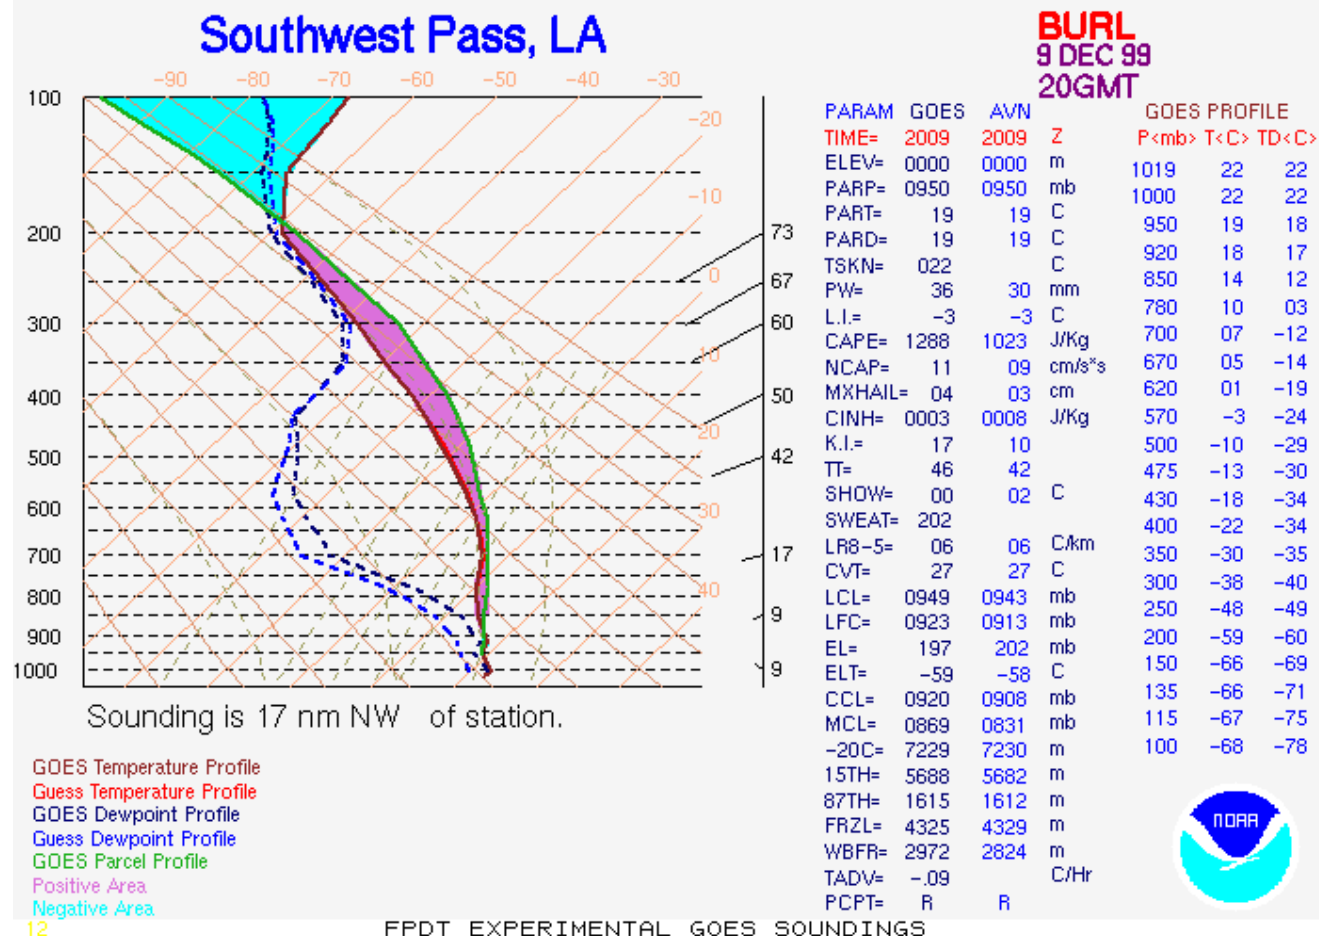 Southwest Pass, LA
BURL
9 DEC 99
20GMT
-90 -80 -70 -60 -50 -40 -30
-20
-10
0
10
20
30
40
100
200
300
400
500
600
700
800
900
1000
73
67
60
50
42
17
9
9
Sounding is 17 nm NW of station.
GOES Temperature Profile
Guess Temperature Profile
GOES Dewpoint Profile
Guess Dewpoint Profile
GOES Parcel Profile
Positive Area
Negative Area
PARAM GOES AVN
TIME= 2009 2009 Z
ELEV= 0000 0000 m
PARP= 0950 0950 mb
PART= 19 19 C
PARD= 19 19 C
TSKN= 022 C
PW= 36 30 mm
L.I.= -3 -3 C
CAPE= 1288 1023 J/Kg
NCAP= 11 09 cm/s*s
MXHAIL= 04 03 cm
CINH= 0003 0008 J/Kg
K.I.= 17 10
TT= 46 42
SHOW= 00 02 C
SWEAT= 202
LR8-5= 06 06 C/km
CVT= 27 27 C
LCL= 0949 0943 mb
LFC= 0923 0913 mb
EL= 197 202 mb
ELT= -59 -58 C
CCL= 0920 0908 mb
MCL= 0869 0831 mb
-20C= 7229 7230 m
15TH= 5688 5682 m
87TH= 1615 1612 m
FRZL= 4325 4329 m
WBFR= 2972 2824 m
TADV= -.09 C/Hr
PCPT= R R
GOES PROFILE
P<mb> T<C> TD<C>
1019 22 22
1000 22 22
950 19 18
920 18 17
850 14 12
780 10 03
700 07 -12
670 05 -14
620 01 -19
570 -3 -24
500 -10 -29
475 -13 -30
430 -18 -34
400 -22 -34
350 -30 -35
300 -38 -40
250 -48 -49
200 -59 -60
150 -66 -69
135 -66 -71
115 -67 -75
100 -68 -78
NOAA
12
FPDT EXPERIMENTAL GOES SOUNDINGS